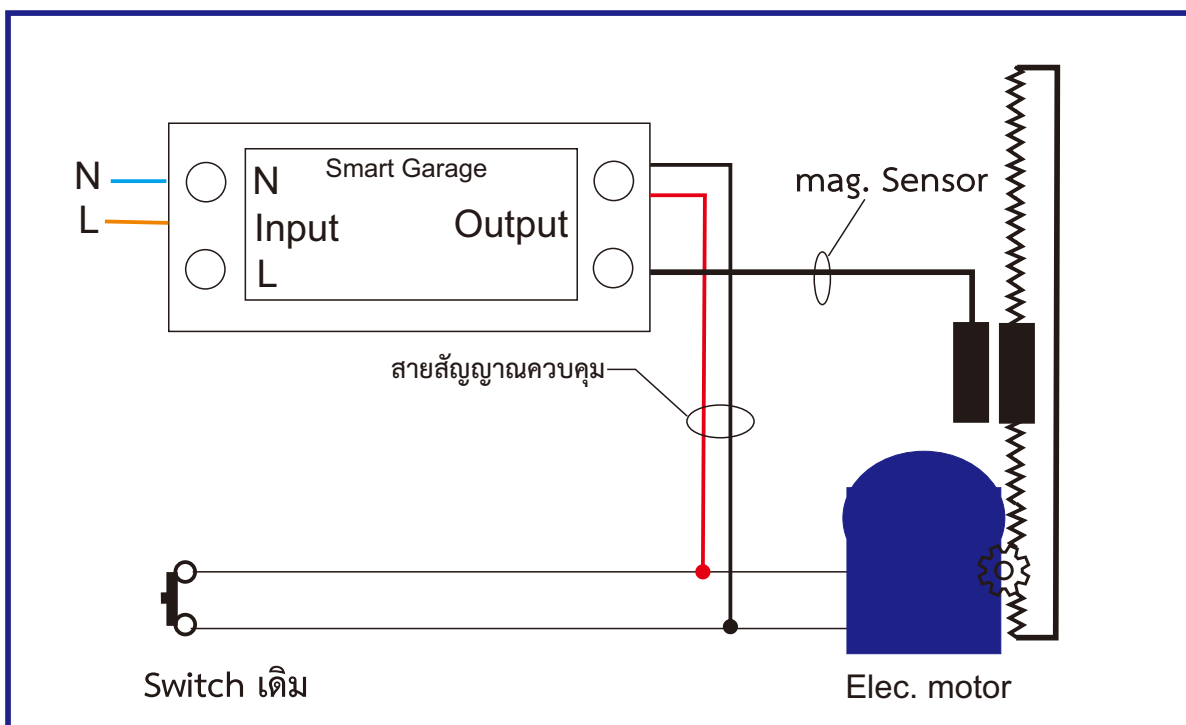 N
L
N
Smart Garage
Input
Output
L
mag. Sensor
สายสัญญาณควบคุม
Switch เดิม
Elec. motor